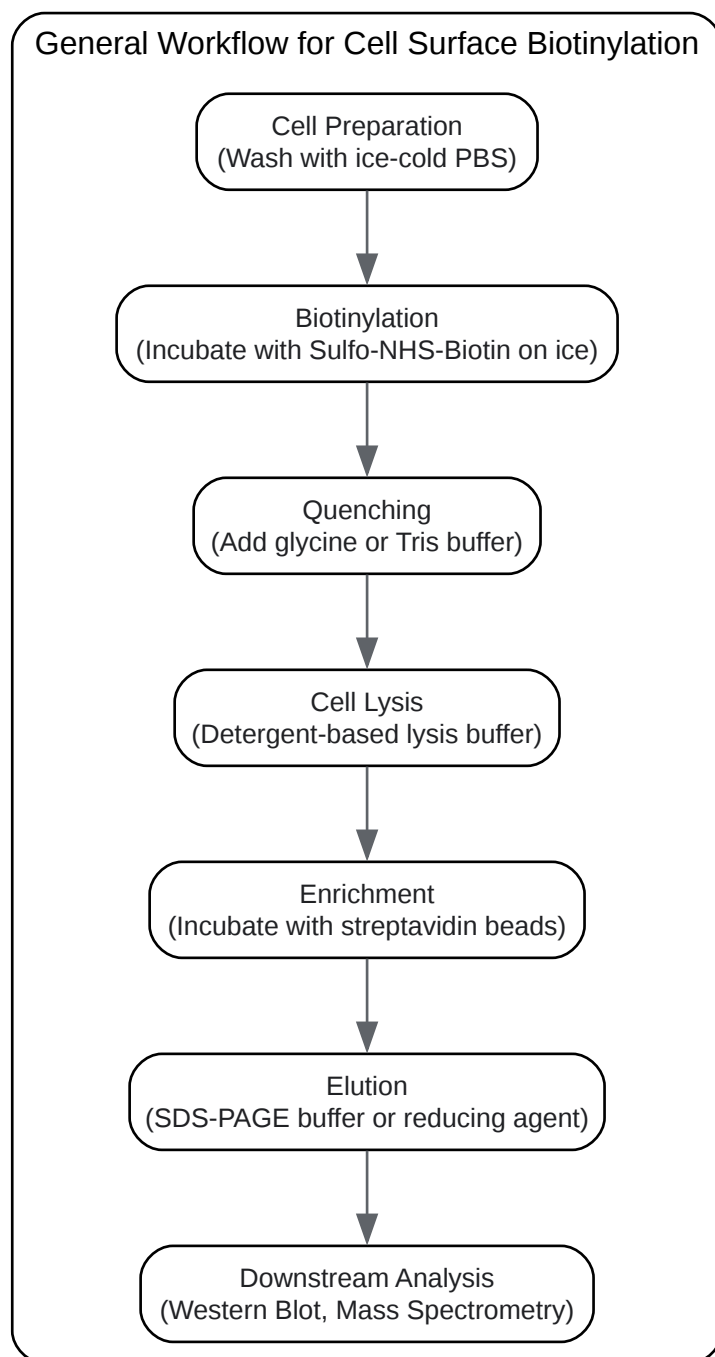 General Workflow for Cell Surface Biotinylation
Cell Preparation
(Wash with ice-cold PBS)
Biotinylation
(Incubate with Sulfo-NHS-Biotin on ice)
Quenching
(Add glycine or Tris buffer)
Cell Lysis
(Detergent-based lysis buffer)
Enrichment
(Incubate with streptavidin beads)
Elution
(SDS-PAGE buffer or reducing agent)
Downstream Analysis
(Western Blot, Mass Spectrometry)